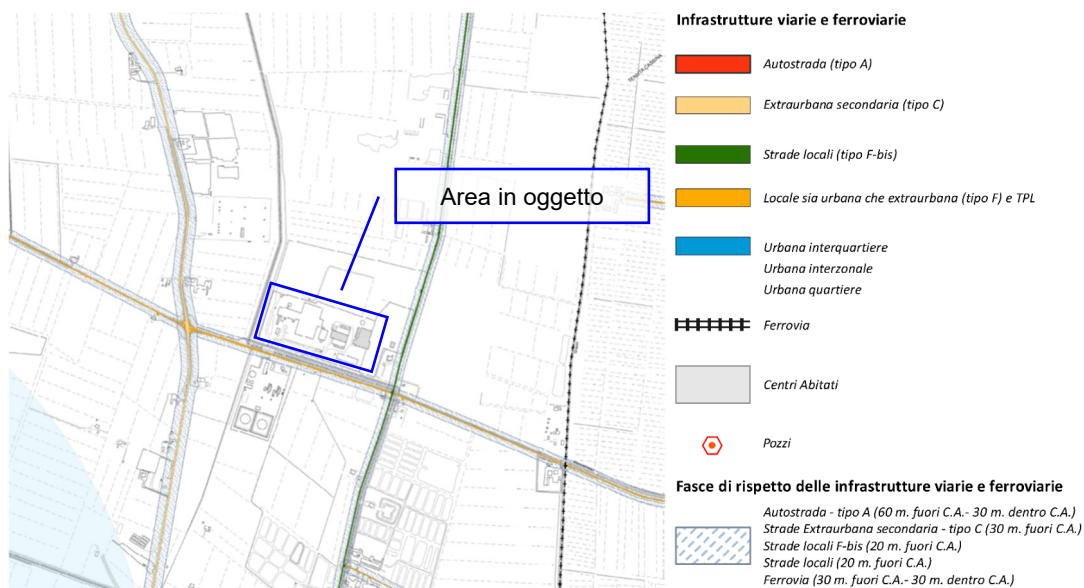 TENUTA CASSINA
Area in oggetto
Infrastrutture viarie e ferroviarie
Autostrada (tipo A)
Extraurbana secondaria (tipo C)
Strade locali (tipo F-bis)
Locale sia urbana che extraurbana (tipo F) e TPL
Urbana interquartiere
Urbana interzonale
Urbana quartiere
Ferrovia
Centri Abitati
Pozzi
Fasce di rispetto delle infrastrutture viarie e ferroviarie
Autostrada - tipo A (60 m. fuori C.A.- 30 m. dentro C.A.)
Strade Extraurbana secondaria - tipo C (30 m. fuori C.A.)
Strade locali F-bis (20 m. fuori C.A.)
Strade locali (20 m. fuori C.A.)
Ferrovia (30 m. fuori C.A.- 30 m. dentro C.A.)